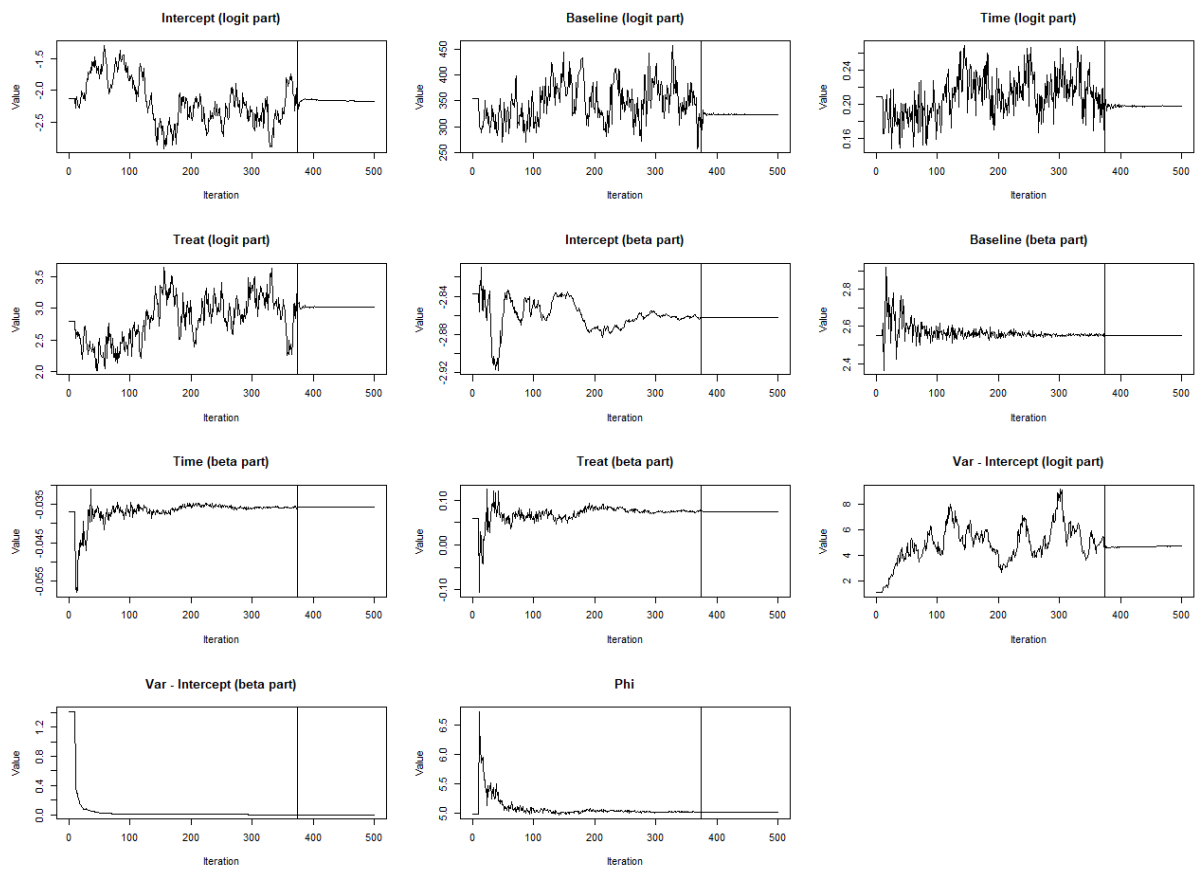 Intercept (logit part)
Value
-1.5
-2.0
-2.5
0 100 200 300 400 500
Iteration
Baseline (logit part)
Value
450
400
350
300
250
0 100 200 300 400 500
Iteration
Time (logit part)
Value
0.24
0.20
0.16
0 100 200 300 400 500
Iteration
Treat (logit part)
Value
3.5
3.0
2.5
2.0
0 100 200 300 400 500
Iteration
Intercept (beta part)
Value
-2.84
-2.88
-2.92
0 100 200 300 400 500
Iteration
Baseline (beta part)
Value
2.8
2.6
2.4
0 100 200 300 400 500
Iteration
Time (beta part)
Value
-0.035
-0.045
-0.055
0 100 200 300 400 500
Iteration
Treat (beta part)
Value
0.10
0.00
-0.10
0 100 200 300 400 500
Iteration
Var - Intercept (logit part)
Value
8
6
4
2
0 100 200 300 400 500
Iteration
Var - Intercept (beta part)
Value
1.2
0.8
0.4
0.0
0 100 200 300 400 500
Iteration
Phi
Value
6.5
6.0
5.5
5.0
0 100 200 300 400 500
Iteration